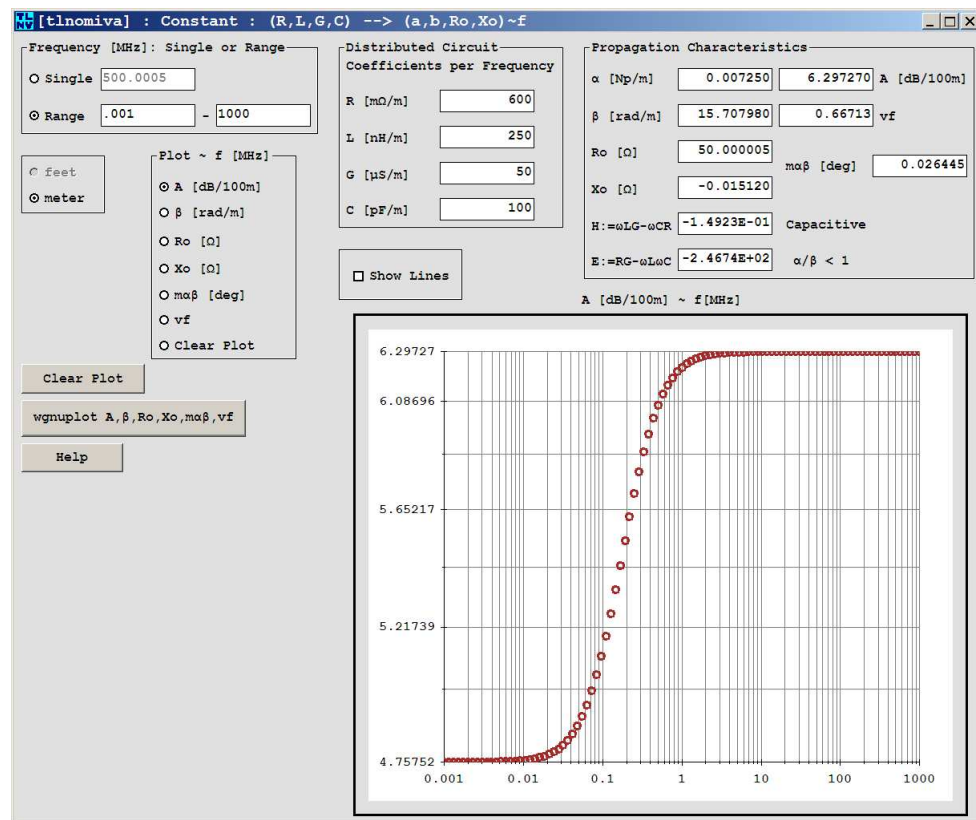 [tlnomiva] : Constant : (R,L,G,C) --> (a,b,Ro,Xo)~f
Frequency [MHz]: Single or Range
Single 500.0005
Range .001 - 1000
feet
meter
Plot ~ f [MHz]
A [dB/100m]
β [rad/m]
Ro [Ω]
Xo [Ω]
mαβ [deg]
vf
Clear Plot
Clear Plot
wgnuplot A,β,Ro,Xo,mαβ,vf
Help
Distributed Circuit
Coefficients per Frequency
R [mΩ/m] 600
L [nH/m] 250
G [µS/m] 50
C [pF/m] 100
Show Lines
Propagation Characteristics
α [Np/m] 0.007250 6.297270 A [dB/100m]
β [rad/m] 15.707980 0.66713 vf
Ro [Ω] 50.000005
mαβ [deg] 0.026445
Xo [Ω] -0.015120
H:=ωLG-ωCR -1.4923E-01 Capacitive
E:=RG-ωLωC -2.4674E+02 α/β < 1
A [dB/100m] ~ f[MHz]
6.29727
6.08696
5.65217
5.21739
4.75752
0.001 0.01 0.1 1 10 100 1000